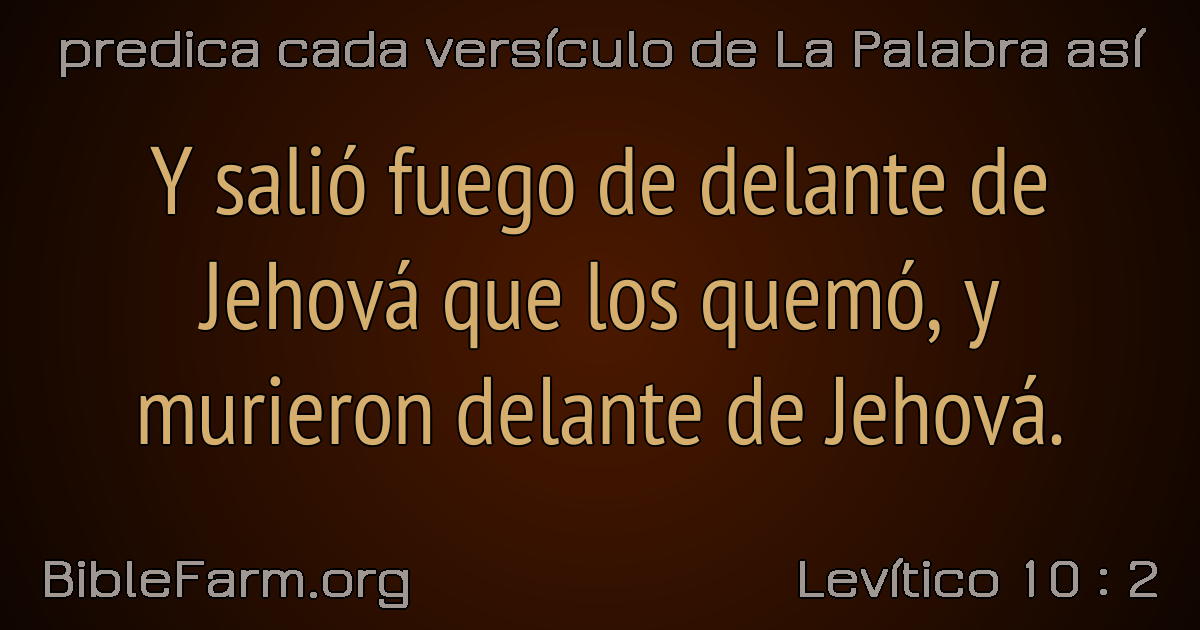 predica cada versículo de La Palabra así
Y salió fuego de delante de
Jehová que los quemó, y
murieron delante de Jehová.
BibleFarm.org
Levítico 10 : 2